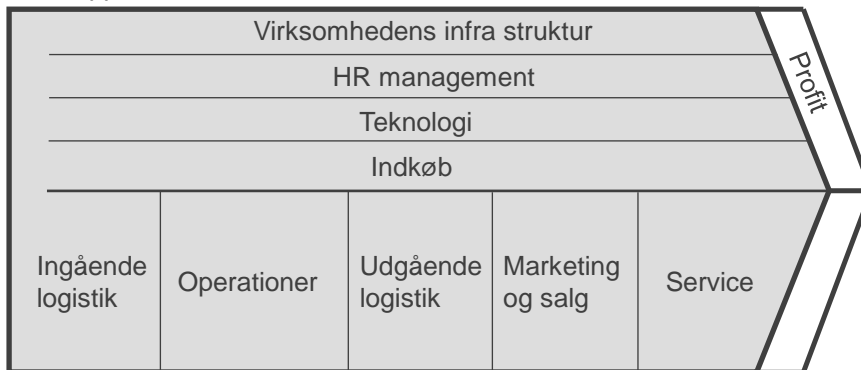 Virksomhedens infra struktur
HR management
Teknologi
Indkøb
Profit
Ingående
logistik
Operationer
Udgående
logistik
Marketing
og salg
Service